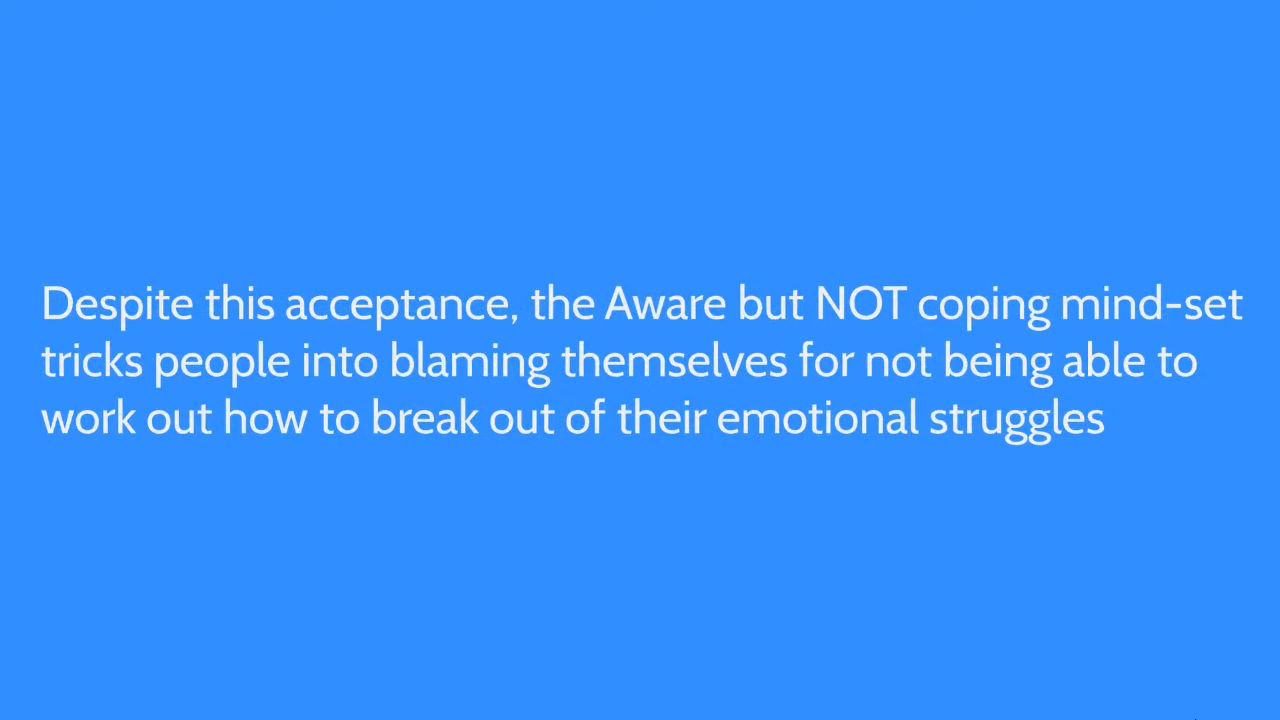 Despite this acceptance, the Aware but NOT coping mind-set
tricks people into blaming themselves for not being able to
work out how to break out of their emotional struggles